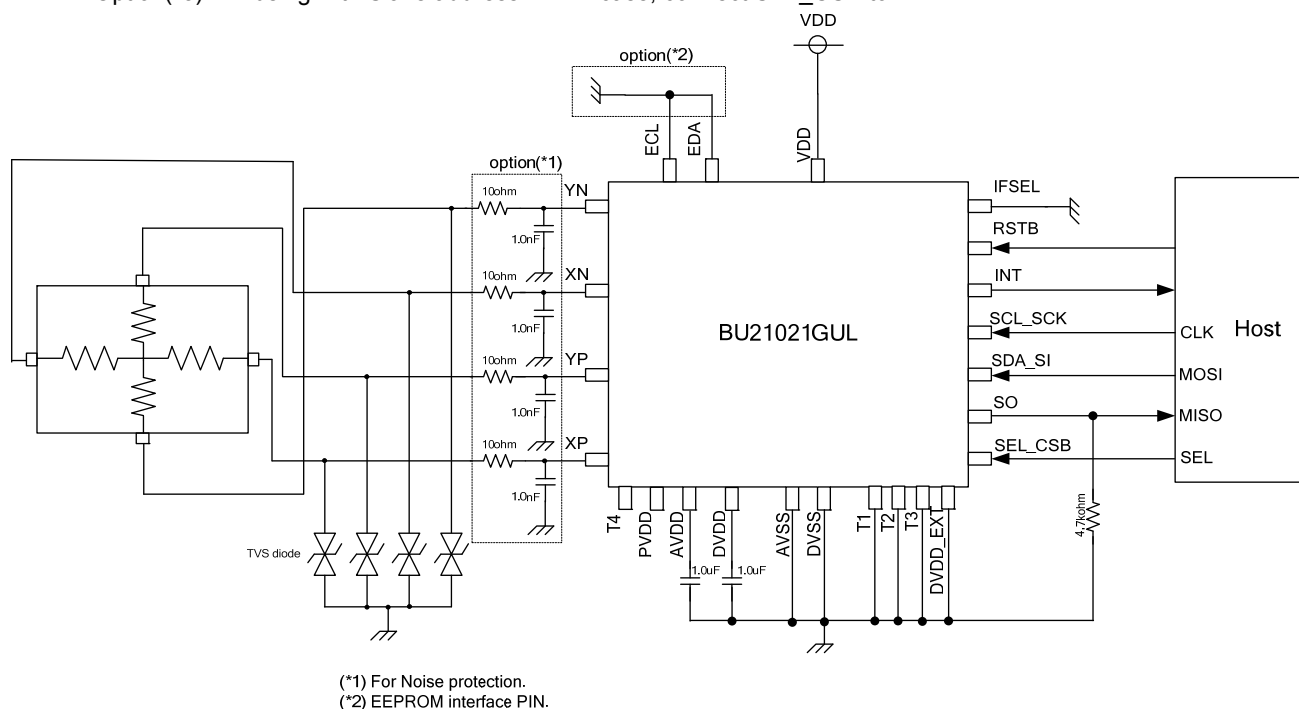 VDD
option(*2)
ECL
EDA
VDD
option(*1)
10ohm
YN
1.0nF
10ohm
XN
1.0nF
10ohm
YP
1.0nF
10ohm
XP
1.0nF
TVS diode
BU21021GUL
IFSEL
RSTB
INT
SCL_SCK
CLK
Host
SDA_SI
MOSI
SO
MISO
SEL_CSB
SEL
T4
PVDD
AVDD
DVDD
AVSS
DVSS
T1
T2
T3
DVDD_EXT
4.7kohm
1.0uF
1.0uF
(*1) For Noise protection.
(*2) EEPROM interface PIN.